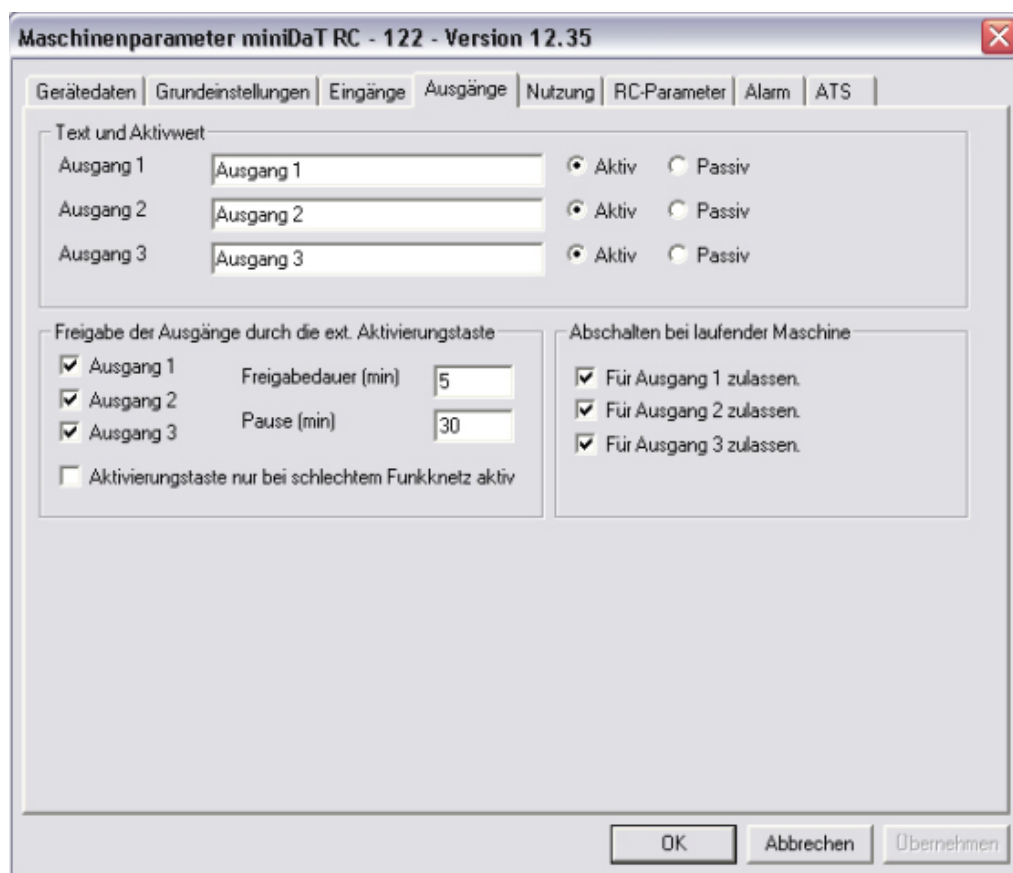 Maschinenparameter miniDaT RC - 122 - Version 12.35
Gerätedaten Grundeinstellungen Eingänge Ausgänge Nutzung RC-Parameter Alarm ATS
Text und Aktivwert
Ausgang 1 Ausgang 1 Aktiv Passiv
Ausgang 2 Ausgang 2 Aktiv Passiv
Ausgang 3 Ausgang 3 Aktiv Passiv
Freigabe der Ausgänge durch die ext. Aktivierungstaste
Ausgang 1
Ausgang 2
Ausgang 3
Freigabedauer (min) 5
Pause (min) 30
Aktivierungstaste nur bei schlechtem Funkknetz aktiv
Abschalten bei laufender Maschine
Für Ausgang 1 zulassen.
Für Ausgang 2 zulassen.
Für Ausgang 3 zulassen.
OK Abbrechen Übernehmen